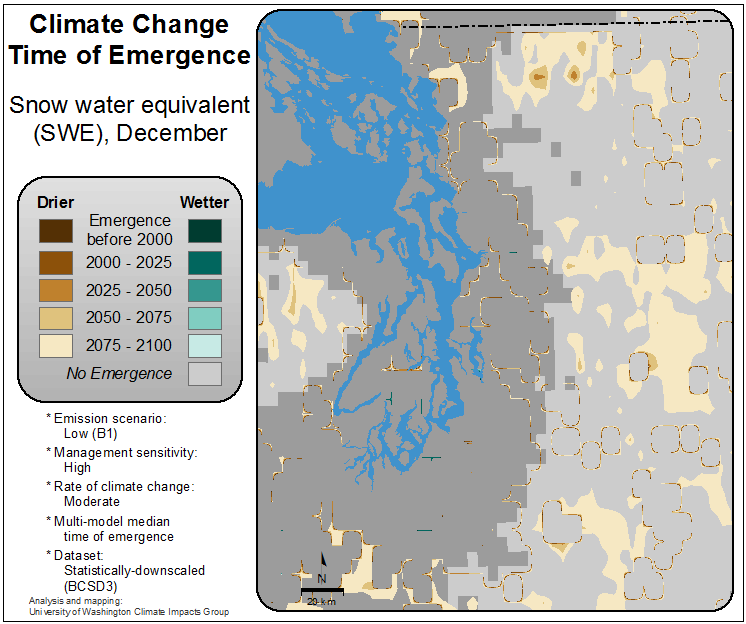 Climate Change
Time of Emergence
Snow water equivalent
(SWE), December
Drier
Wetter
Emergence
before 2000
2000 - 2025
2025 - 2050
2050 - 2075
2075 - 2100
No Emergence
* Emission scenario:
Low (B1)
* Management sensitivity:
High
* Rate of climate change:
Moderate
* Multi-model median
time of emergence
* Dataset:
Statistically-downscaled
(BCSD3)
Analysis and mapping:
University of Washington Climate Impacts Group
N
20 km